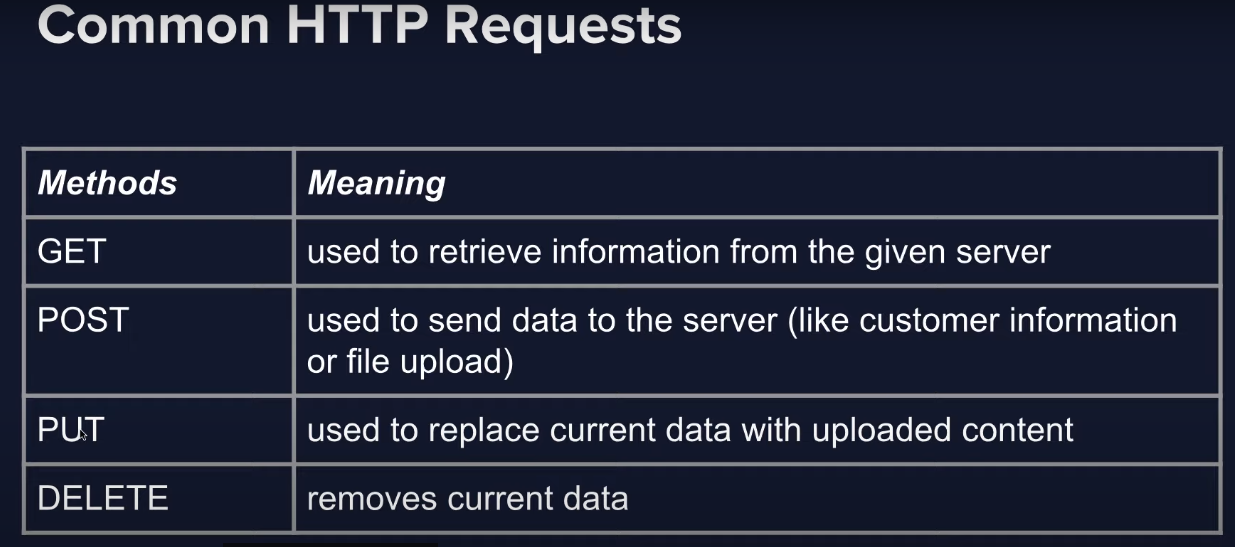 Common HTTP Requests
Methods
Meaning
GET
used to retrieve information from the given server
POST
used to send data to the server (like customer information
or file upload)
PUT
used to replace current data with uploaded content
DELETE
removes current data